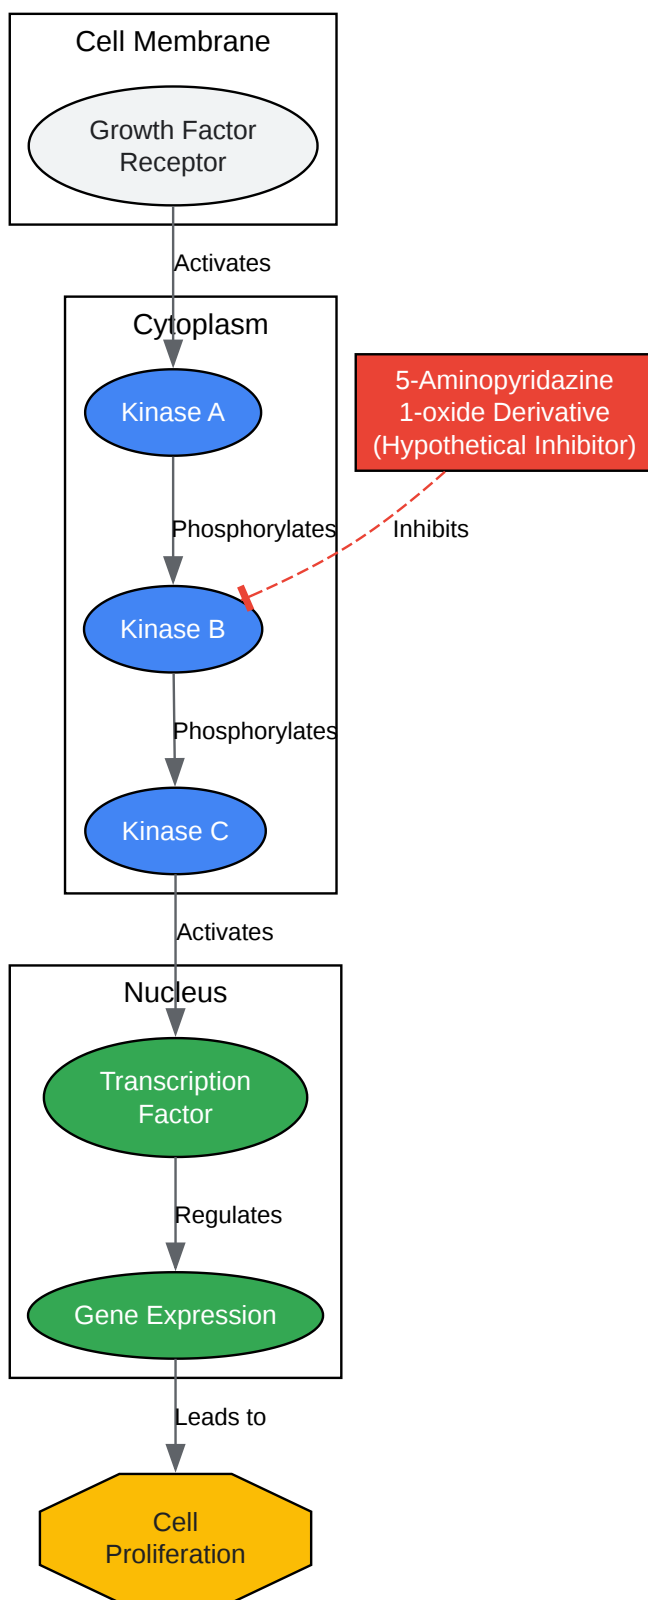 Cell Membrane
Growth Factor
Receptor
Activates
Cytoplasm
Kinase A
5-Aminopyridazine
1-oxide Derivative
(Hypothetical Inhibitor)
Phosphorylates
Inhibits
Kinase B
Phosphorylates
Kinase C
Activates
Nucleus
Transcription
Factor
Regulates
Gene Expression
Leads to
Cell
Proliferation